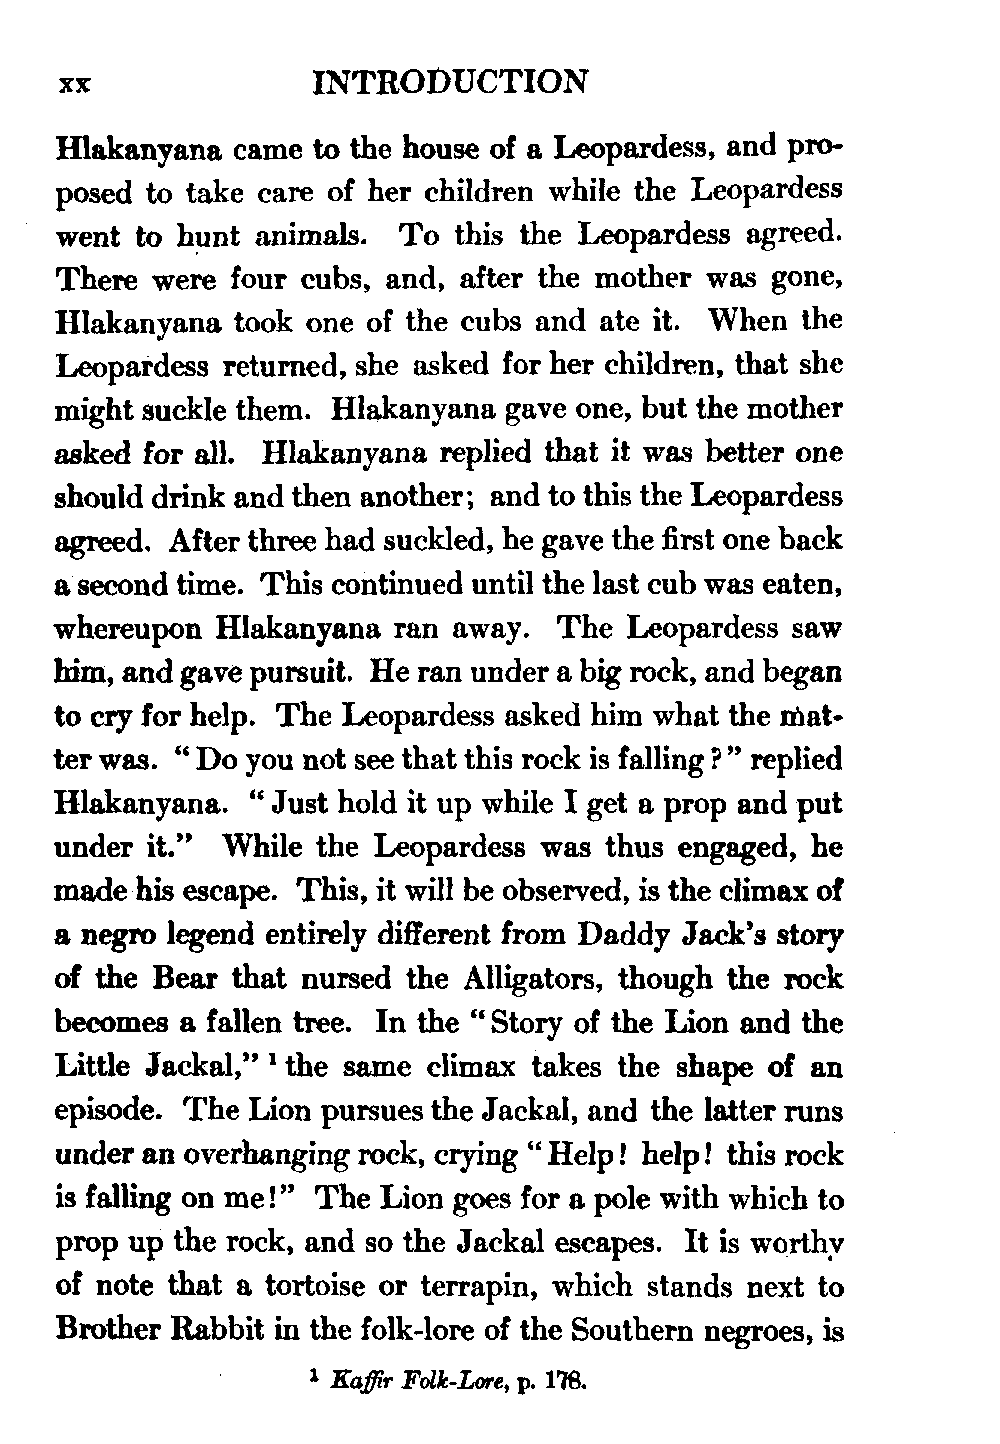 xx INTRODUCTION
Hlakanyana came to the house of a Leopardess, and pro-
posed to take care of her children while the Leopardess
went to hunt animals. To this the Leopardess agreed.
There were four cubs, and, after the mother was gone,
Hlakanyana took one of the cubs and ate it. When the
Leopardess returned, she asked for her children, that she
might suckle them. Hlakanyana gave one, but the mother
asked for all. Hlakanyana replied that it was better one
should drink and then another; and to this the Leopardess
agreed. After three had suckled, he gave the first one back
a second time. This continued until the last cub was eaten,
whereupon Hlakanyana ran away. The Leopardess saw
him, and gave pursuit. He ran under a big rock, and began
to cry for help. The Leopardess asked him what the mat-
ter was. “Do you not see that this rock is falling?” replied
Hlakanyana. “Just hold it up while I get a prop and put
under it.” While the Leopardess was thus engaged, he
made his escape. This, it will be observed, is the climax of
a negro legend entirely different from Daddy Jack's story
of the Bear that nursed the Alligators, though the rock
becomes a fallen tree. In the “Story of the Lion and the
Little Jackal,” ¹ the same climax takes the shape of an
episode. The Lion pursues the Jackal, and the latter runs
under an overhanging rock, crying “Help! help! this rock
is falling on me!” The Lion goes for a pole with which to
prop up the rock, and so the Jackal escapes. It is worthy
of note that a tortoise or terrapin, which stands next to
Brother Rabbit in the folk-lore of the Southern negroes, is
¹ Kaffir Folk-Lore, p. 178.